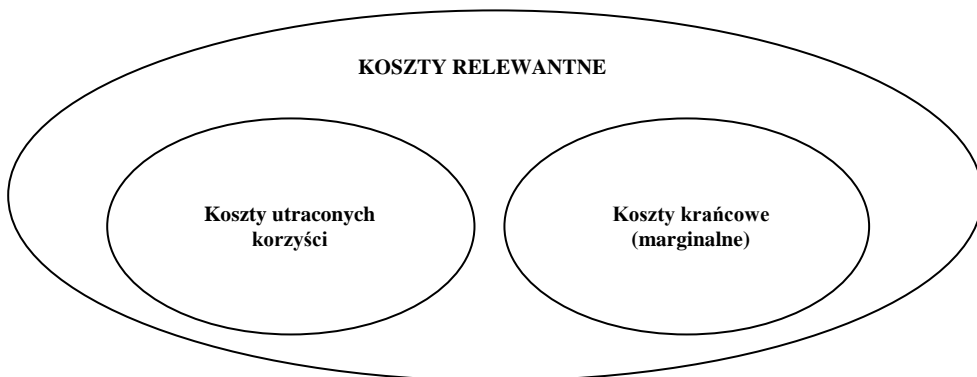 KOSZTY RELEWANTNE
Koszty utraconych
korzyści
Koszty krańcowe
(marginalne)